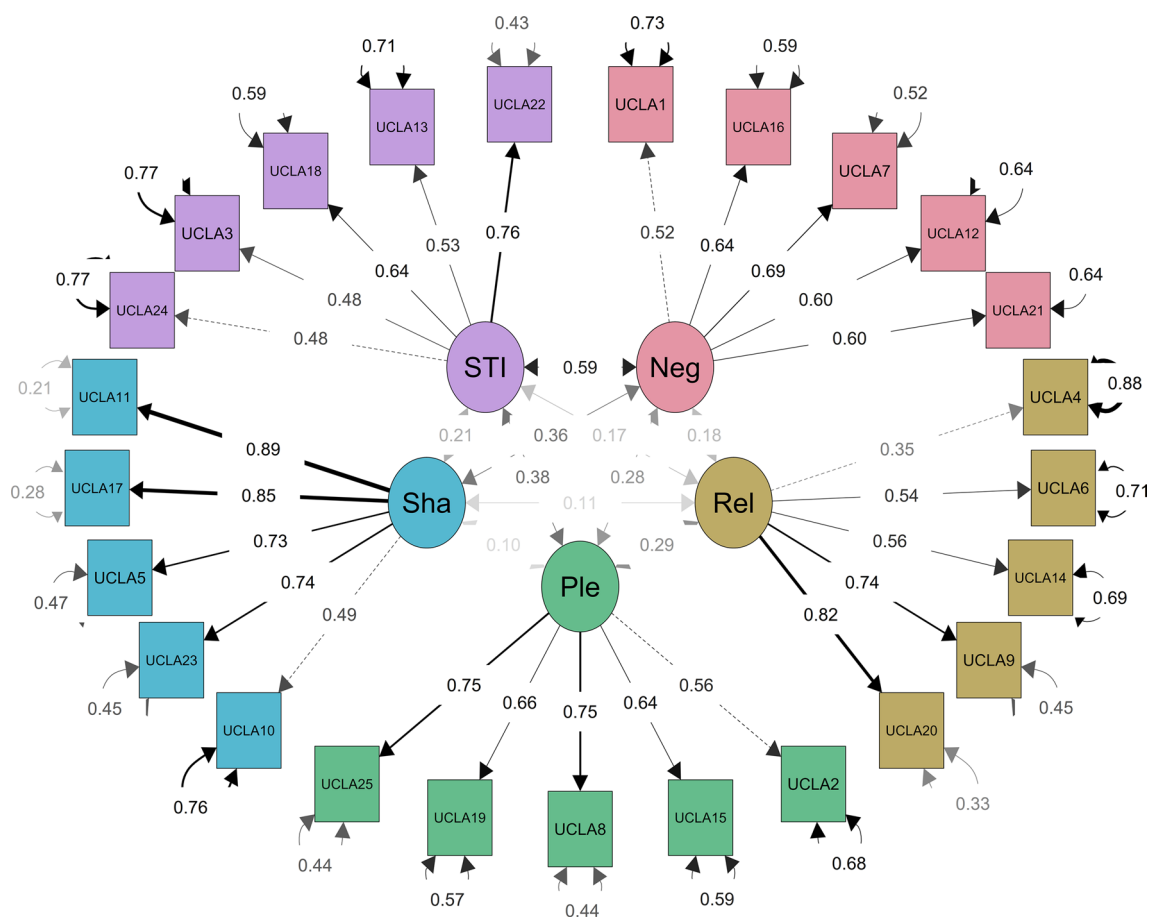 0.43
0.73
0.71
0.59
UCLA22
UCLA1
0.59
0.52
UCLA13
UCLA16
UCLA18
UCLA7
0.77
0.64
UCLA3
UCLA12
0.77
0.53
0.76
0.52
0.64
0.64
UCLA24
0.64
0.69
UCLA21
0.48
0.60
0.48
0.60
STI
0.59
Neg
0.21
UCLA11
UCLA4
0.88
0.89
0.21
0.36
0.17
0.18
0.35
0.28
UCLA17
0.85
0.38
0.28
0.54
UCLA6
0.71
Sha
0.11
Rel
0.73
0.10
0.29
0.56
0.47
UCLA5
UCLA14
0.69
0.74
Ple
0.74
0.49
0.82
UCLA23
UCLA9
0.45
0.45
0.75
0.66
0.75
0.64
0.56
UCLA10
UCLA20
0.76
0.33
UCLA25
UCLA2
UCLA19
UCLA8
UCLA15
0.44
0.68
0.57
0.44
0.59